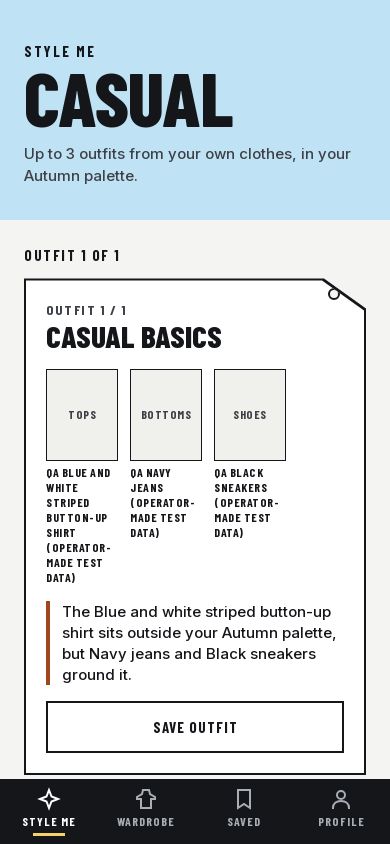 STYLE ME
CASUAL
Up to 3 outfits from your own clothes, in your
Autumn palette.
OUTFIT 1 OF 1
OUTFIT 1 / 1
CASUAL BASICS
TOPS
BOTTOMS
SHOES
QA BLUE AND
WHITE
STRIPED
BUTTON-UP
SHIRT
(OPERATOR-
MADE TEST
DATA)
QA NAVY
JEANS
(OPERATOR-
MADE TEST
DATA)
QA BLACK
SNEAKERS
(OPERATOR-
MADE TEST
DATA)
The Blue and white striped button-up
shirt sits outside your Autumn palette,
but Navy jeans and Black sneakers
ground it.
SAVE OUTFIT
STYLE ME
WARDROBE
SAVED
PROFILE